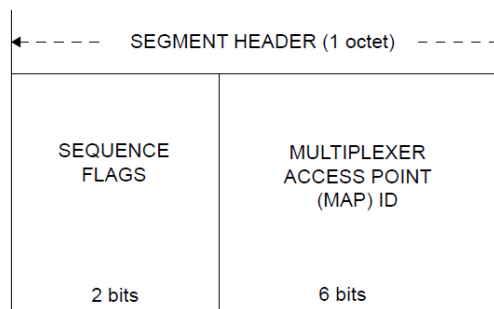 SEGMENT HEADER (1 octet)
SEQUENCE
FLAGS
MULTIPLEXER
ACCESS POINT
(MAP) ID
2 bits
6 bits